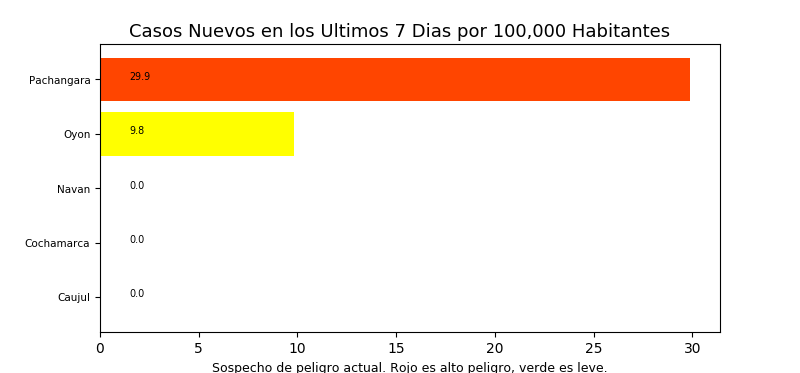 Casos Nuevos en los Ultimos 7 Dias por 100,000 Habitantes
Pachangara 29.9
Oyon 9.8
Navan 0.0
Cochamarca 0.0
Caujul 0.0
0 5 10 15 20 25 30
Sospecho de peligro actual. Rojo es alto peligro, verde es leve.